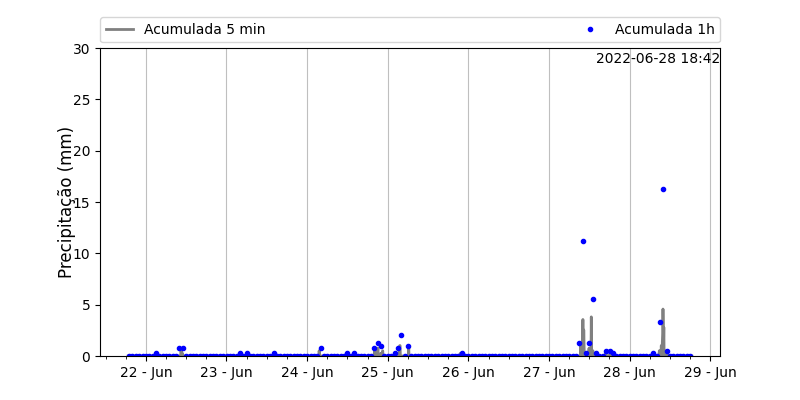 Acumulada 5 min Acumulada 1h
2022-06-28 18:42
Precipitação (mm)
30
25
20
15
10
5
0
22 - Jun 23 - Jun 24 - Jun 25 - Jun 26 - Jun 27 - Jun 28 - Jun 29 - Jun